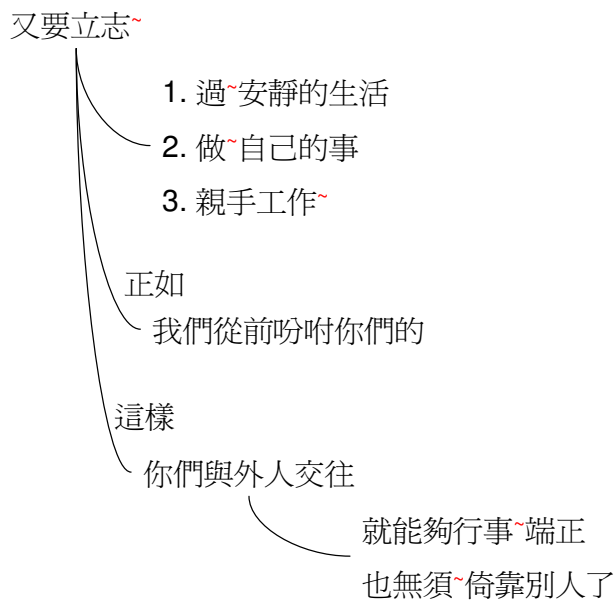 又要立志~
1. 過~安靜的生活
2. 做~自己的事
3. 親手工作~
正如
我們從前吩咐你們的
這樣
你們與外人交往
就能夠行事~端正
也無須~倚靠別人了